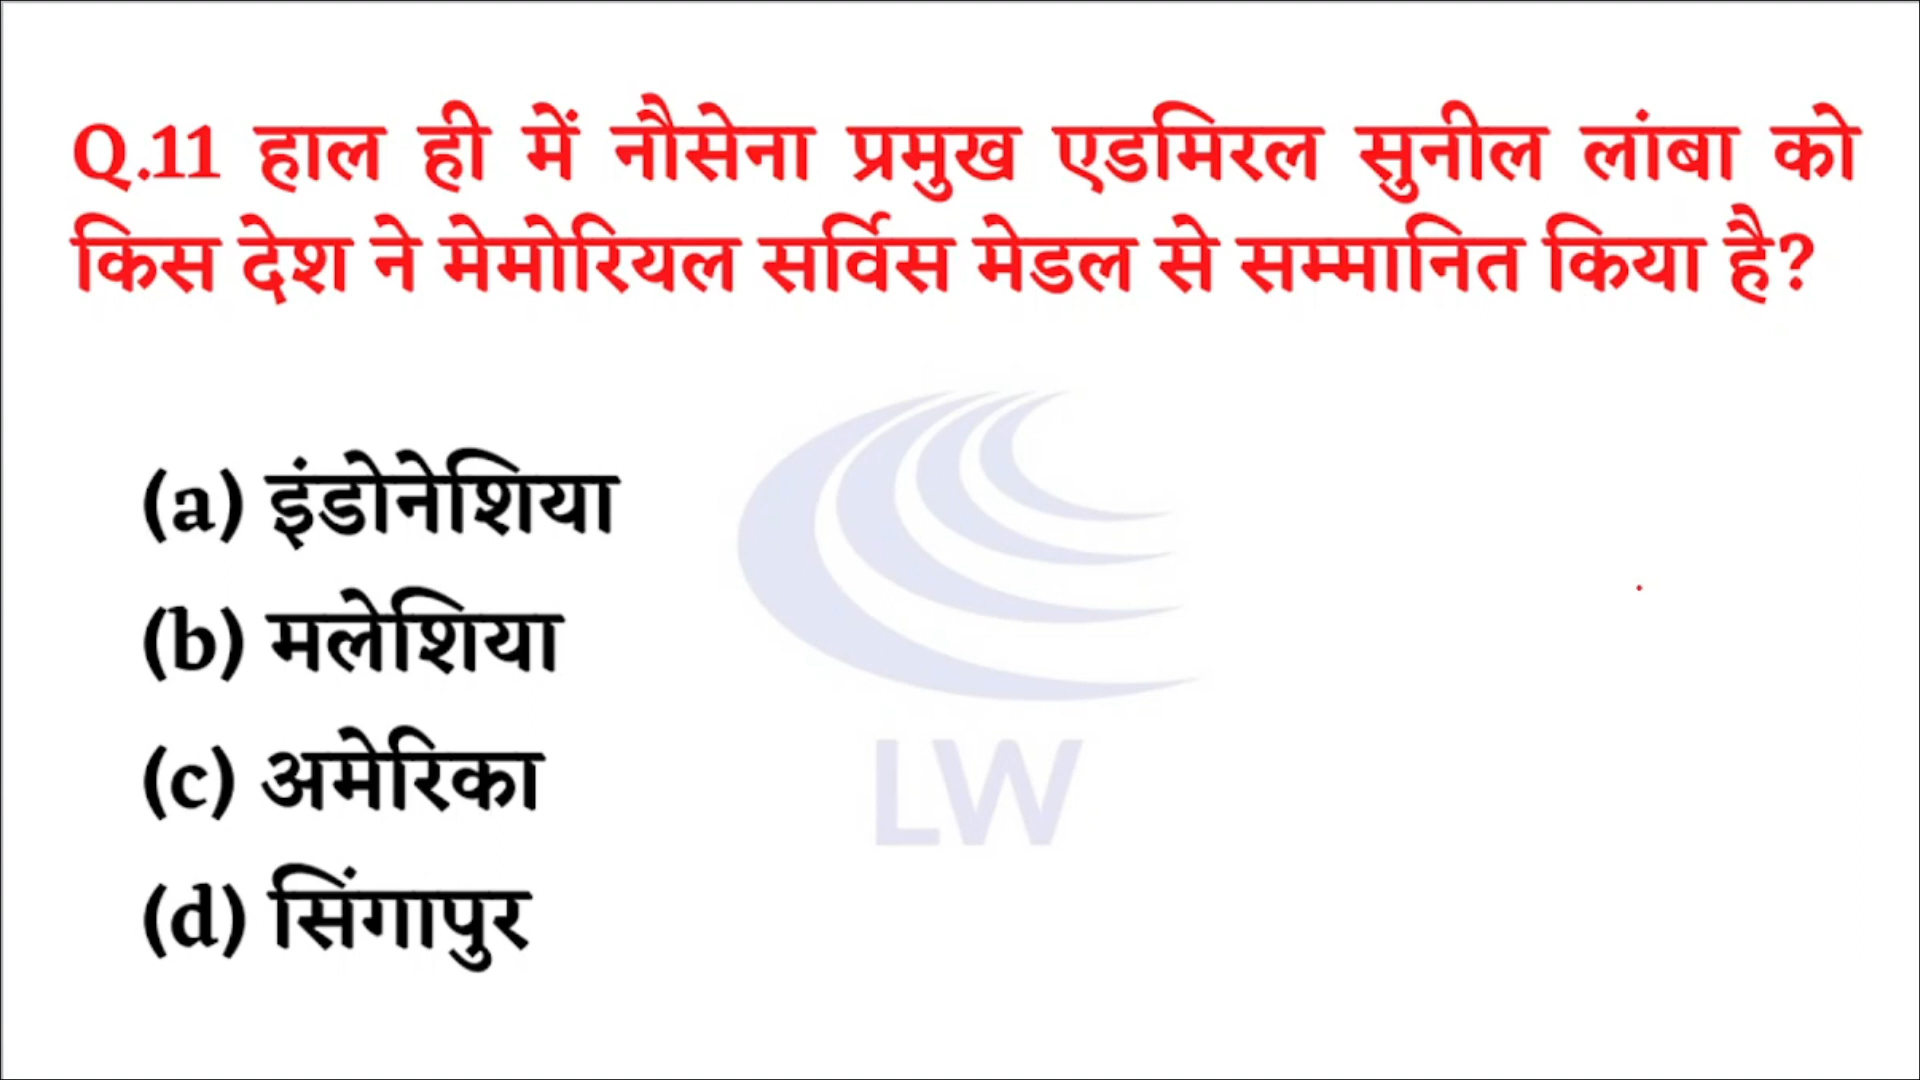 Q.11 हाल ही में नौसेना प्रमुख एडमिरल सुनील लांबा को
किस देश ने मेमोरियल सर्विस मेडल से सम्मानित किया है?
(a) इंडोनेशिया
(b) मलेशिया
(c) अमेरिका
(d) सिंगापुर
LW